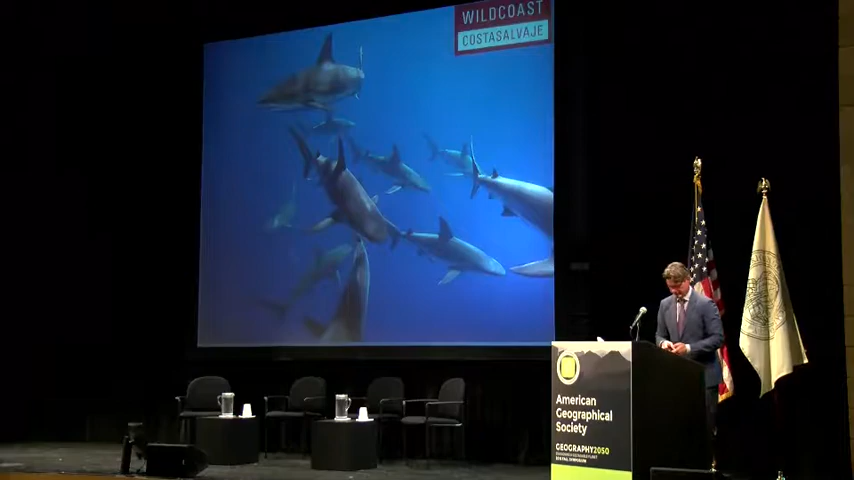 WILDCOAST
COSTASALVAJE
American
Geographical
Society
GEOGRAPHY2050